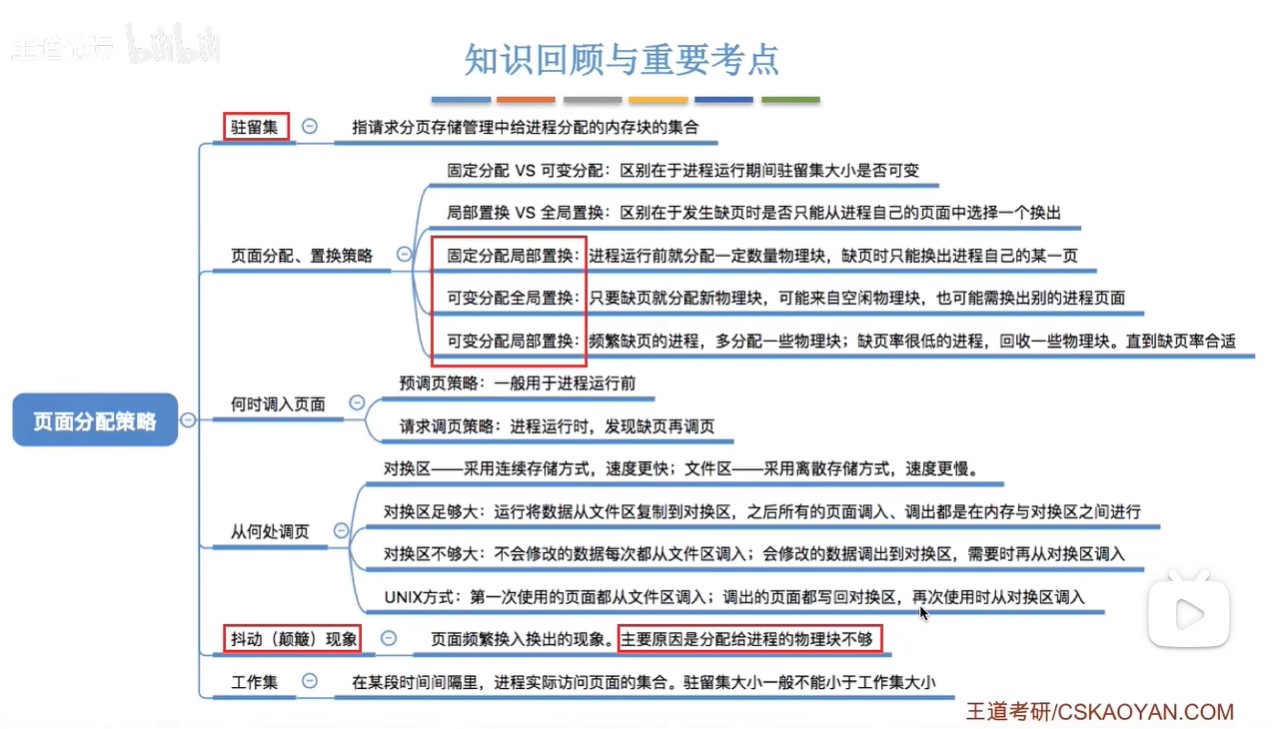 王道论坛 bilibili
知识回顾与重要考点
驻留集
指请求分页存储管理中给进程分配的内存块的集合
固定分配 VS 可变分配：区别在于进程运行期间驻留集大小是否可变
局部置换 VS 全局置换：区别在于发生缺页时是否只能从进程自己的页面中选择一个换出
页面分配、置换策略
固定分配局部置换：进程运行前就分配一定数量物理块，缺页时只能换出进程自己的某一页
可变分配全局置换：只要缺页就分配新物理块，可能来自空闲物理块，也可能需换出别的进程页面
可变分配局部置换：频繁缺页的进程，多分配一些物理块；缺页率很低的进程，回收一些物理块。直到缺页率合适
页面分配策略
何时调入页面
预调页策略：一般用于进程运行前
请求调页策略：进程运行时，发现缺页再调页
对换区——采用连续存储方式，速度更快；文件区——采用离散存储方式，速度更慢。
对换区足够大：运行将数据从文件区复制到对换区，之后所有的页面调入、调出都是在内存与对换区之间进行
从何处调页
对换区不够大：不会修改的数据每次都从文件区调入；会修改的数据调出到对换区，需要时再从对换区调入
UNIX方式：第一次使用的页面都从文件区调入；调出的页面都写回对换区，再次使用时从对换区调入
抖动（颠簸）现象
页面频繁换入换出的现象。主要原因是分配给进程的物理块不够
工作集
在某段时间间隔里，进程实际访问页面的集合。驻留集大小一般不能小于工作集大小
王道考研/CSKAOYAN.COM